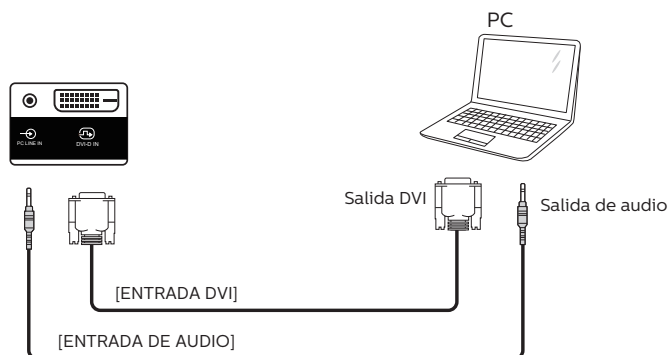 PC
PC LINE IN
DVI-D IN
Salida DVI
Salida de audio
[ENTRADA DVI]
[ENTRADA DE AUDIO]